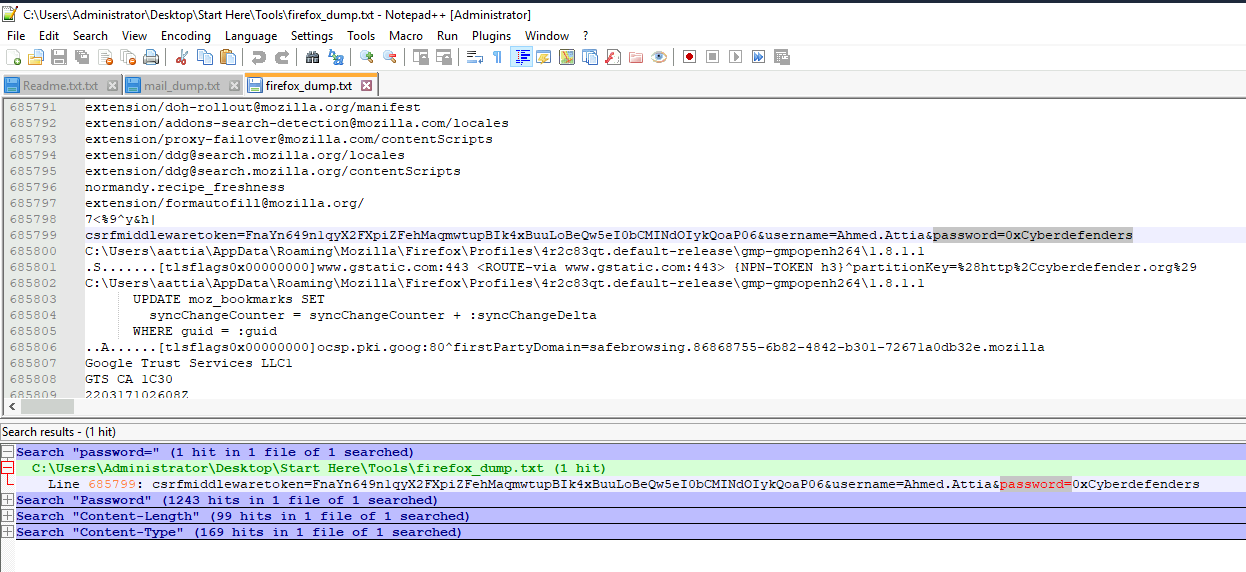 C:\Users\Administrator\Desktop\Start Here\Tools\firefox_dump.txt - Notepad++ [Administrator]
File Edit Search View Encoding Language Settings Tools Macro Run Plugins Window ?
Readme.txt.txt mail_dump.txt firefox_dump.txt
685791 extension/doh-rollout@mozilla.org/manifest
685792 extension/addons-search-detection@mozilla.com/locales
685793 extension/proxy-failover@mozilla.com/contentScripts
685794 extension/ddg@search.mozilla.org/locales
685795 extension/ddg@search.mozilla.org/contentScripts
685796 normandy.recipe_freshness
685797 extension/formautofill@mozilla.org/
685798 7<%9^y&h|
685799 csrfmiddlewaretoken=FnaYn649n1qyX2FXpiZFehMaqmwtupBIk4xBuuLoBeQw5eI0bCMINdOIykQoaP06&username=Ahmed.Attia&password=0xCyberdefenders
685800 C:\Users\aattia\AppData\Roaming\Mozilla\Firefox\Profiles\4r2c83qt.default-release\gmp-gmpopenh264\1.8.1.1
685801 .S.......[tlsflags0x00000000]www.gstatic.com:443 <ROUTE-via www.gstatic.com:443> {NPN-TOKEN h3}^partitionKey=%28http%2Ccyberdefender.org%29
685802 C:\Users\aattia\AppData\Roaming\Mozilla\Firefox\Profiles\4r2c83qt.default-release\gmp-gmpopenh264\1.8.1.1
685803 UPDATE moz_bookmarks SET
685804 syncChangeCounter = syncChangeCounter + :syncChangeDelta
685805 WHERE guid = :guid
685806 ..A......[tlsflags0x00000000]ocsp.pki.goog:80^firstPartyDomain=safebrowsing.86868755-6b82-4842-b301-72671a0db32e.mozilla
685807 Google Trust Services LLC1
685808 GTS CA 1C30
685809 220317102608Z
Search results - (1 hit)
Search "password=" (1 hit in 1 file of 1 searched)
C:\Users\Administrator\Desktop\Start Here\Tools\firefox_dump.txt (1 hit)
Line 685799: csrfmiddlewaretoken=FnaYn649n1qyX2FXpiZFehMaqmwtupBIk4xBuuLoBeQw5eI0bCMINdOIykQoaP06&username=Ahmed.Attia&password=0xCyberdefenders
Search "Password" (1243 hits in 1 file of 1 searched)
Search "Content-Length" (99 hits in 1 file of 1 searched)
Search "Content-Type" (169 hits in 1 file of 1 searched)